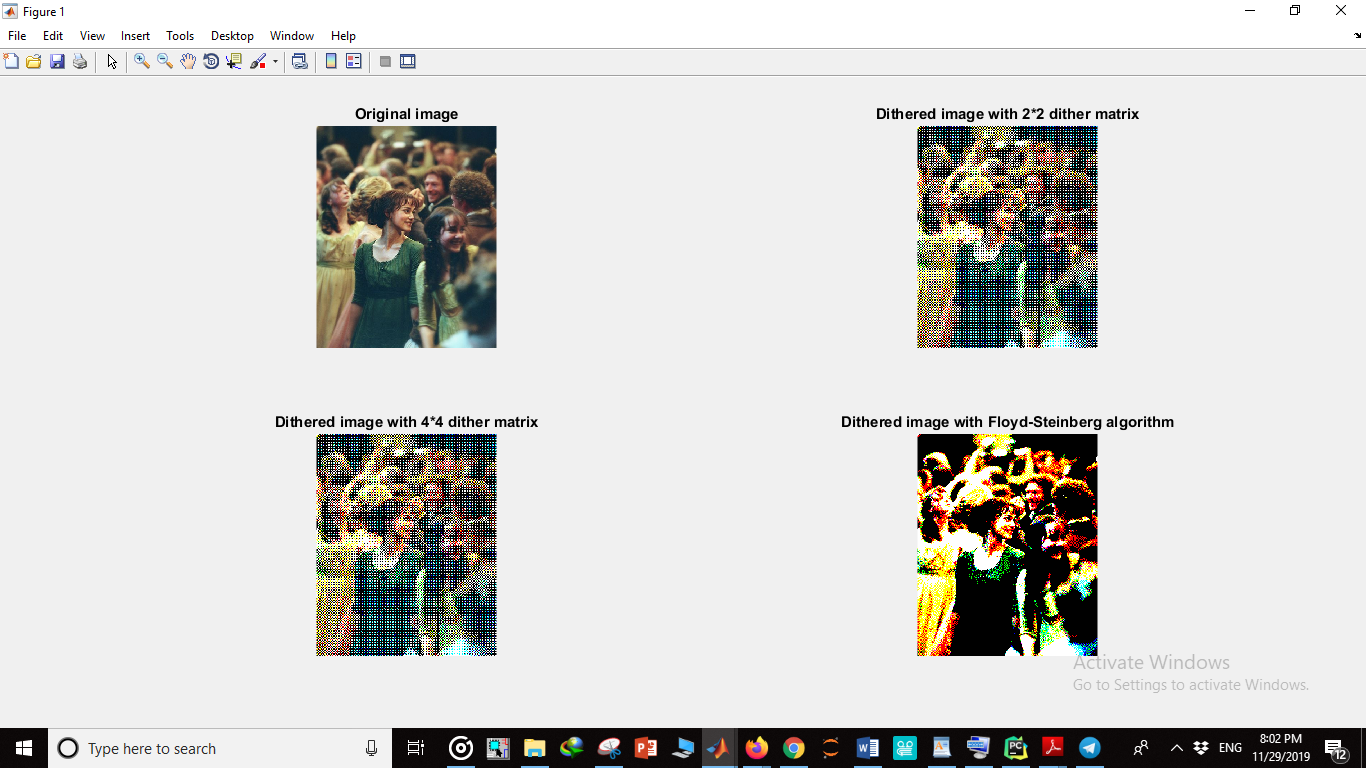 Figure 1
File Edit View Insert Tools Desktop Window Help
Original image
Dithered image with 2*2 dither matrix
Dithered image with 4*4 dither matrix
Dithered image with Floyd-Steinberg algorithm
Activate Windows
Go to Settings to activate Windows.
Type here to search
ENG
8:02 PM
11/29/2019
12